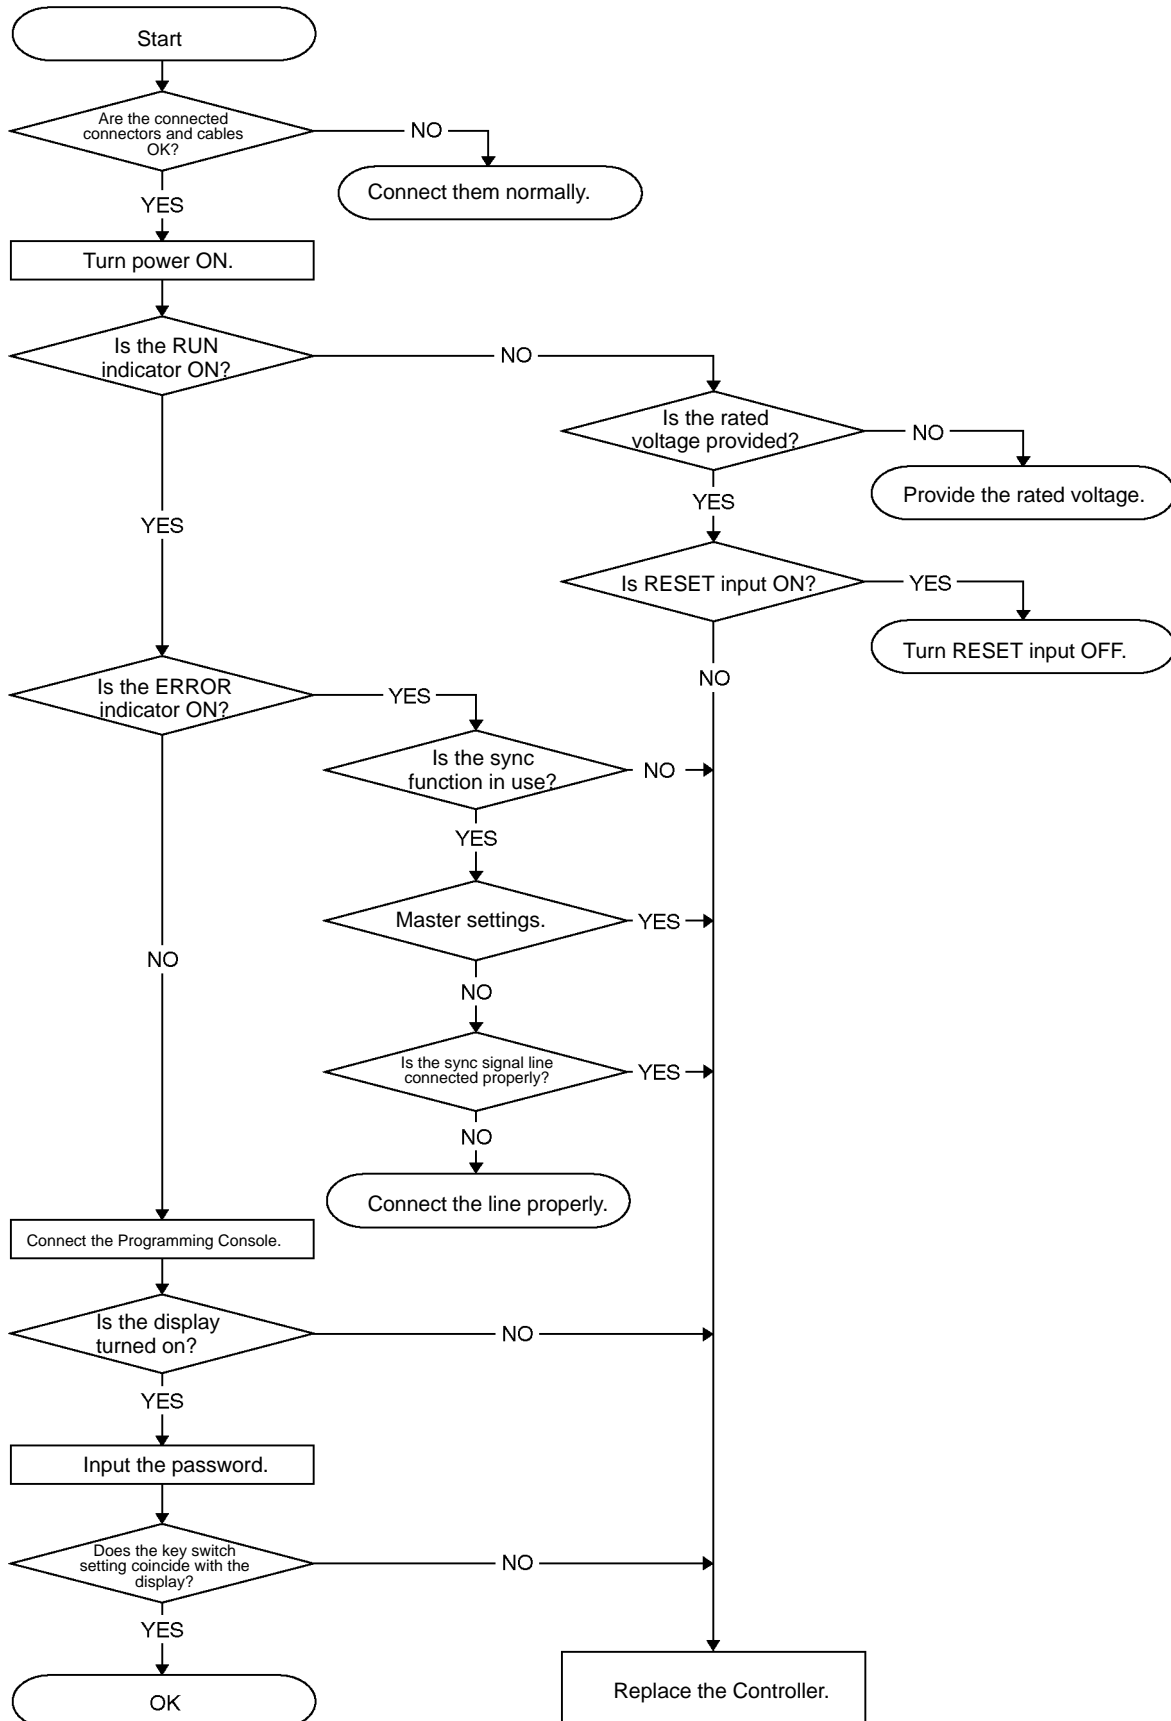 Start
Are the connected
connectors and cables
OK?
NO
Connect them normally.
YES
Turn power ON.
Is the RUN
indicator ON?
NO
Is the rated
voltage provided?
NO
Provide the rated voltage.
YES
YES
Is RESET input ON?
YES
Turn RESET input OFF.
NO
Is the ERROR
indicator ON?
YES
Is the sync
function in use?
NO
YES
Master settings.
YES
NO
NO
Is the sync signal line
connected properly?
YES
NO
Connect the line properly.
Connect the Programming Console.
Is the display
turned on?
NO
YES
Input the password.
Does the key switch
setting coincide with the
display?
NO
YES
OK
Replace the Controller.